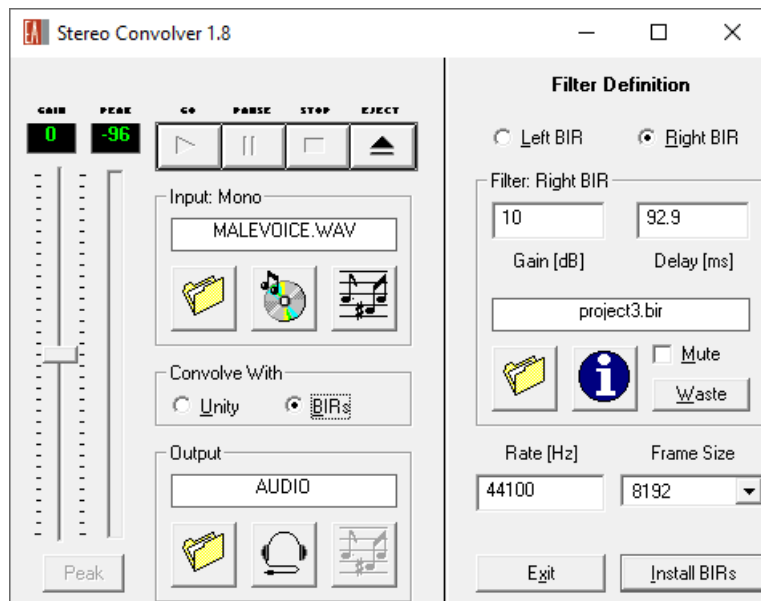 EA Stereo Convolver 1.8
GAIN PEAK GO PAUSE STOP EJECT
0 -96
Input: Mono
MALEVOICE.WAV
Convolve With
Unity BIRs
Output
AUDIO
Peak
Filter Definition
Left BIR Right BIR
Filter: Right BIR
10 92.9
Gain [dB] Delay [ms]
project3.bir
i Mute
Waste
Rate [Hz] Frame Size
44100 8192
Exit Install BIRs